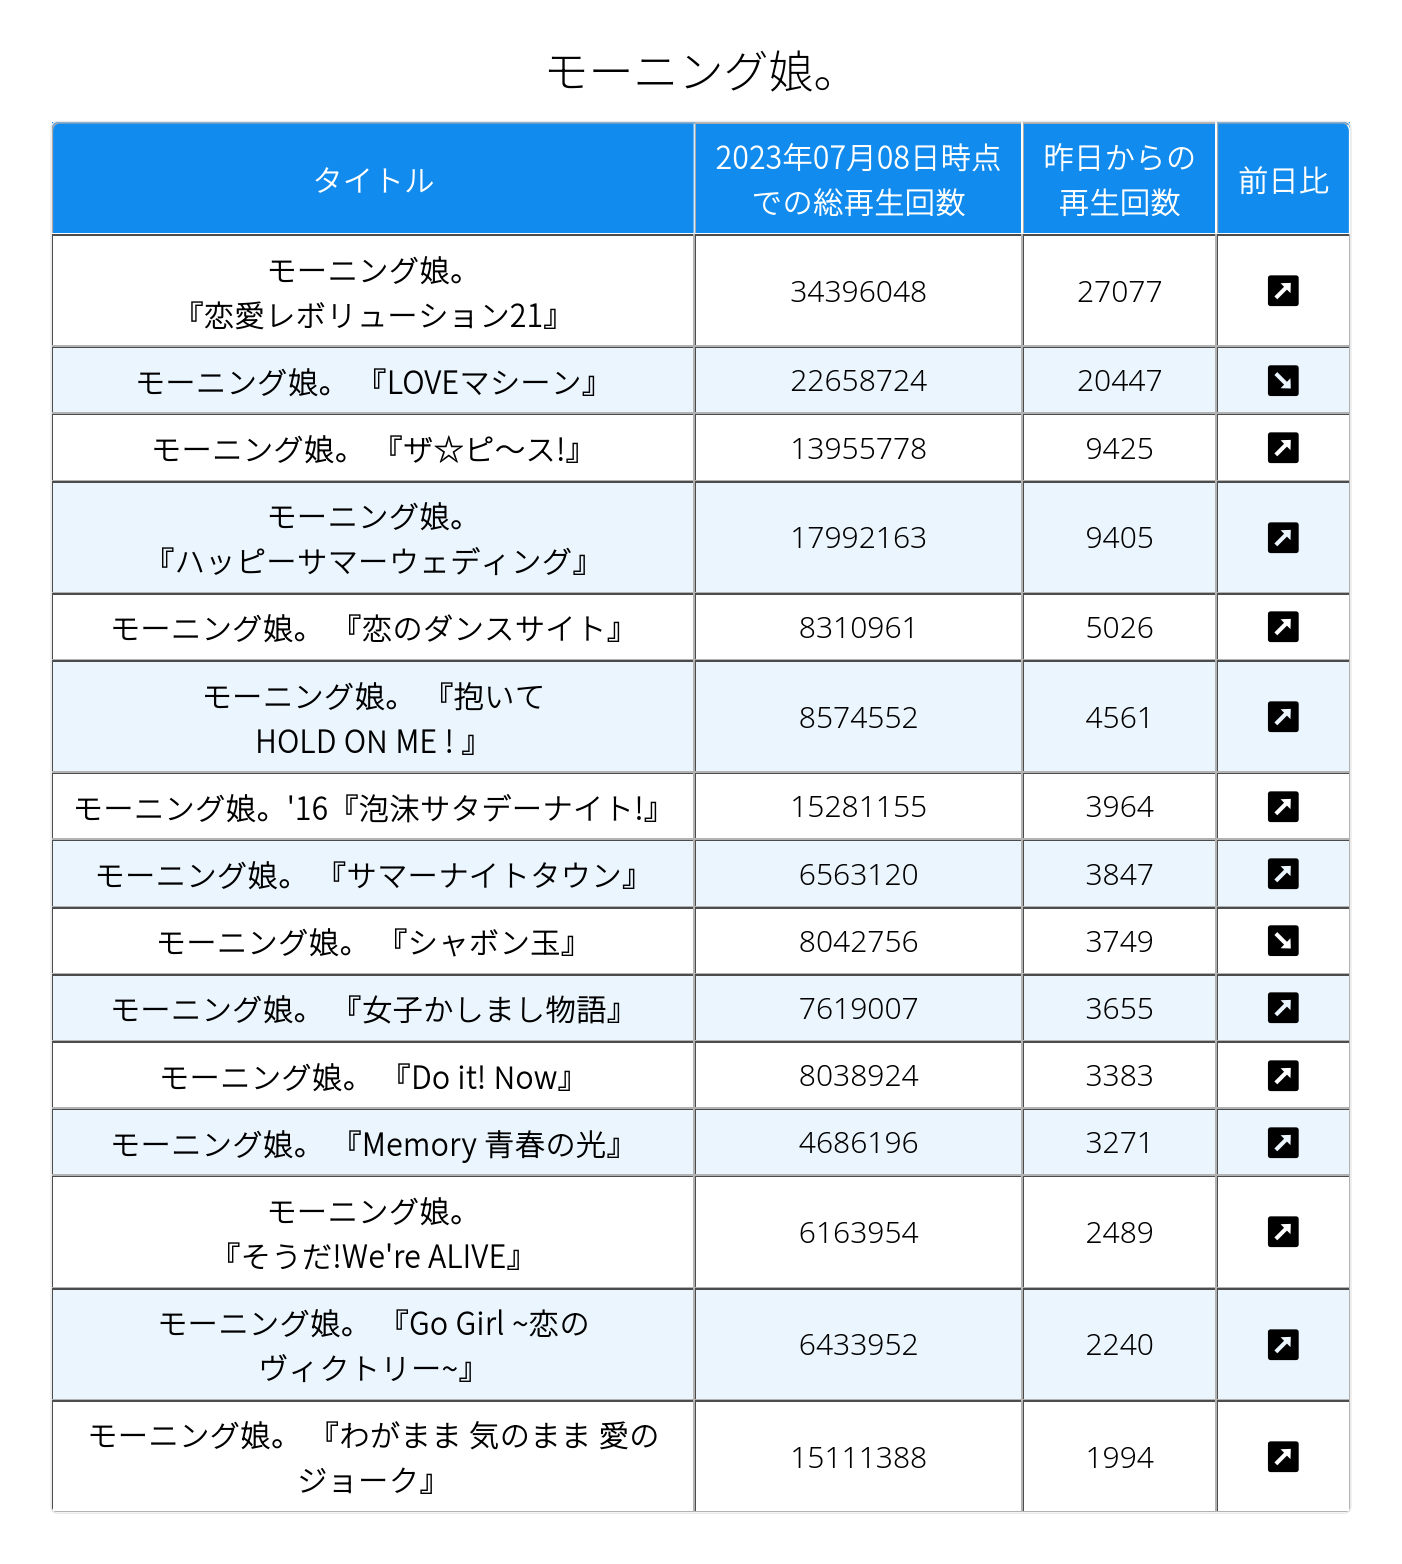 モーニング娘。
タイトル
2023年07月08日時点
での総再生回数
昨日からの
再生回数
前日比
モーニング娘。
『恋愛レボリューション21』
34396048
27077
モーニング娘。 『LOVEマシーン』
22658724
20447
モーニング娘。 『ザ☆ピ〜ス!』
13955778
9425
モーニング娘。
『ハッピーサマーウェディング』
17992163
9405
モーニング娘。 『恋のダンスサイト』
8310961
5026
モーニング娘。 『抱いて
HOLD ON ME ! 』
8574552
4561
モーニング娘。'16『泡沫サタデーナイト!』
15281155
3964
モーニング娘。 『サマーナイトタウン』
6563120
3847
モーニング娘。 『シャボン玉』
8042756
3749
モーニング娘。 『女子かしまし物語』
7619007
3655
モーニング娘。 『Do it! Now』
8038924
3383
モーニング娘。 『Memory 青春の光』
4686196
3271
モーニング娘。
『そうだ!We're ALIVE』
6163954
2489
モーニング娘。 『Go Girl ~恋の
ヴィクトリー~』
6433952
2240
モーニング娘。 『わがまま 気のまま 愛の
ジョーク』
15111388
1994